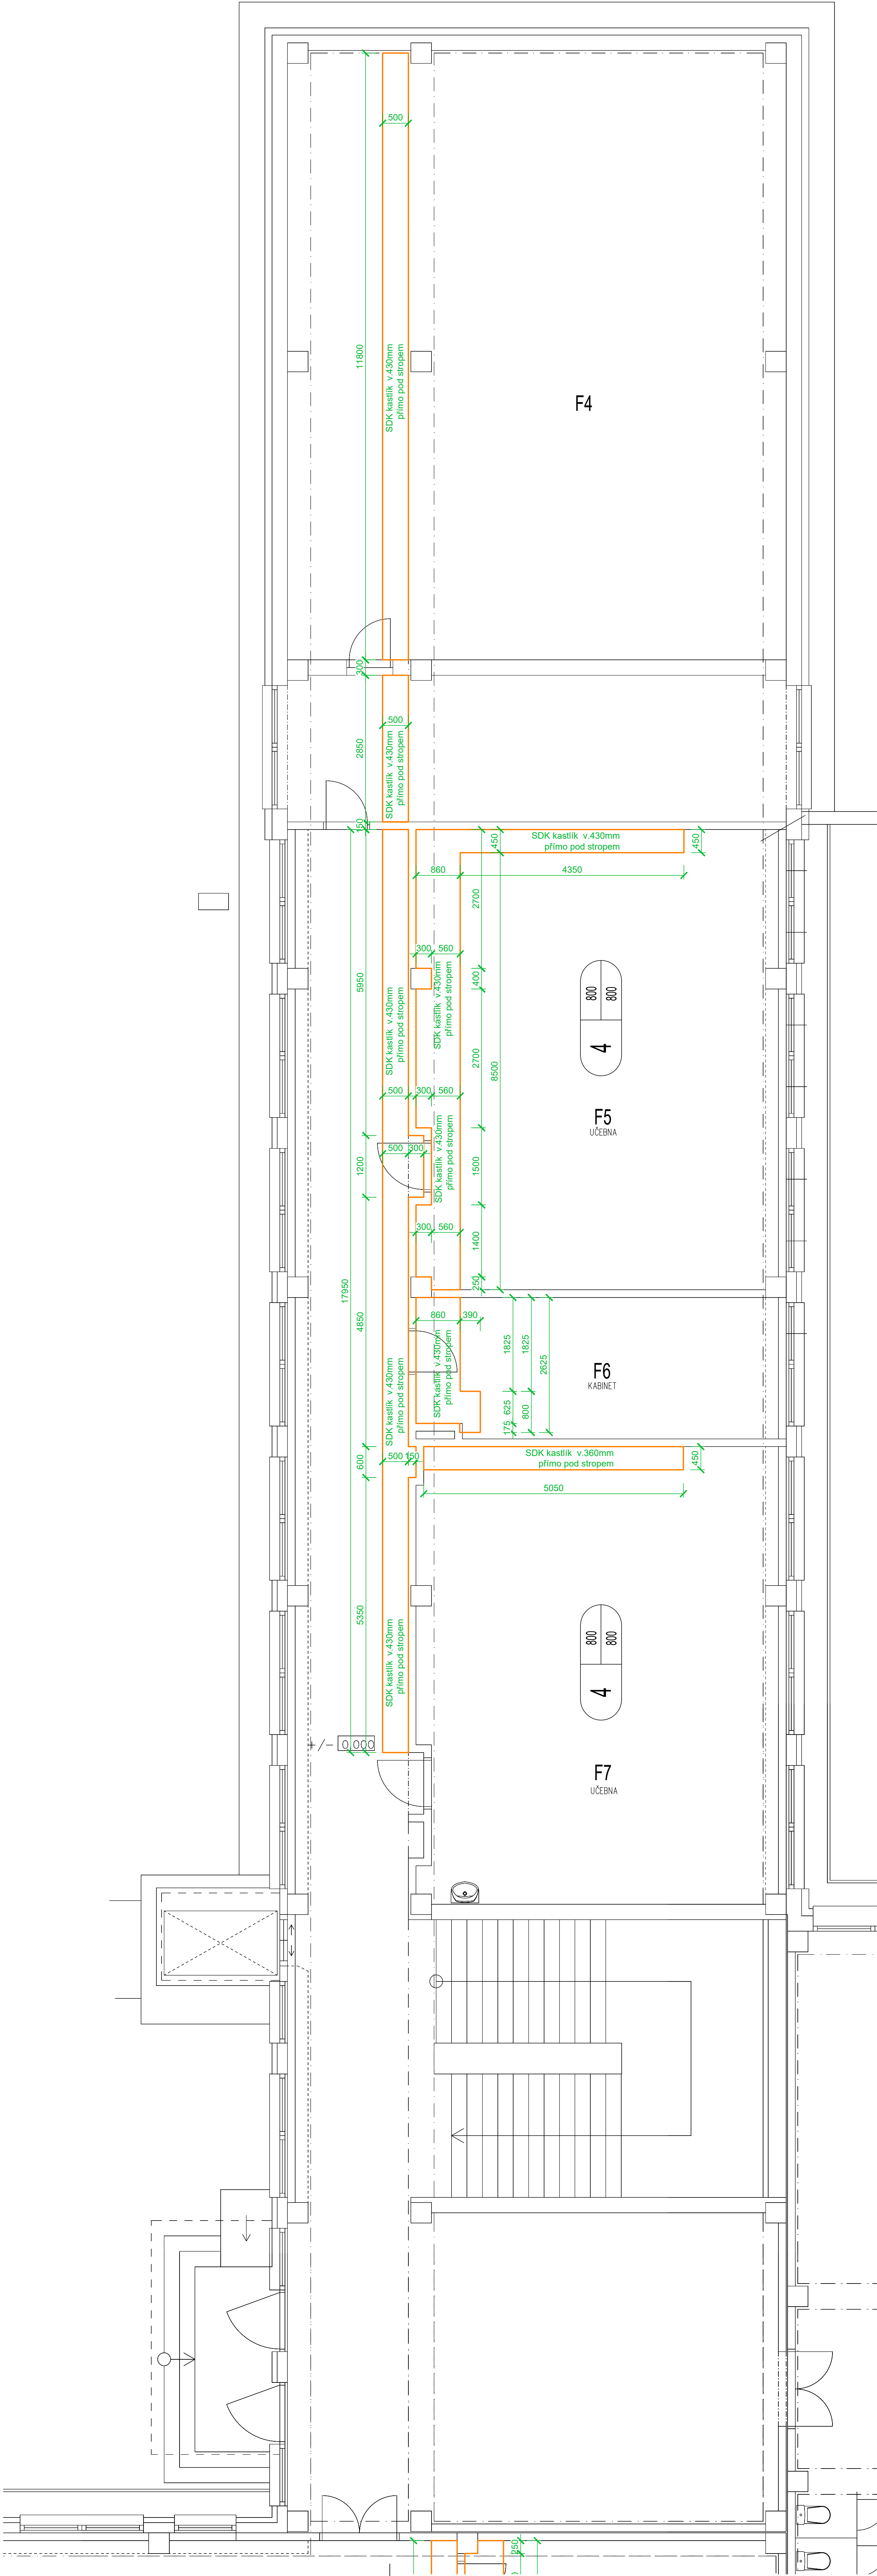 500
11800
SDK kastlík v.430mm
přímo pod stropem
F4
300
500
2850
SDK kastlík v.430mm
přímo pod stropem
150
450
SDK kastlík v.430mm
přímo pod stropem
450
860
4350
2700
300
560
400
5950
SDK kastlík v.430mm
přímo pod stropem
SDK kastlík v.430mm
přímo pod stropem
800
800
4
2700
8500
500
300
560
F5
UČEBNA
SDK kastlík v.430mm
přímo pod stropem
500
300
1200
1500
300
560
1400
250
17950
4850
860
390
1825
1825
2625
SDK kastlík v.430mm
přímo pod stropem
SDK kastlík v.430mm
přímo pod stropem
F6
KABINET
625
800
175
500
150
600
SDK kastlík v.360mm
přímo pod stropem
450
5050
5350
SDK kastlík v.430mm
přímo pod stropem
800
800
4
+/- 0,000
F7
UČEBNA
250